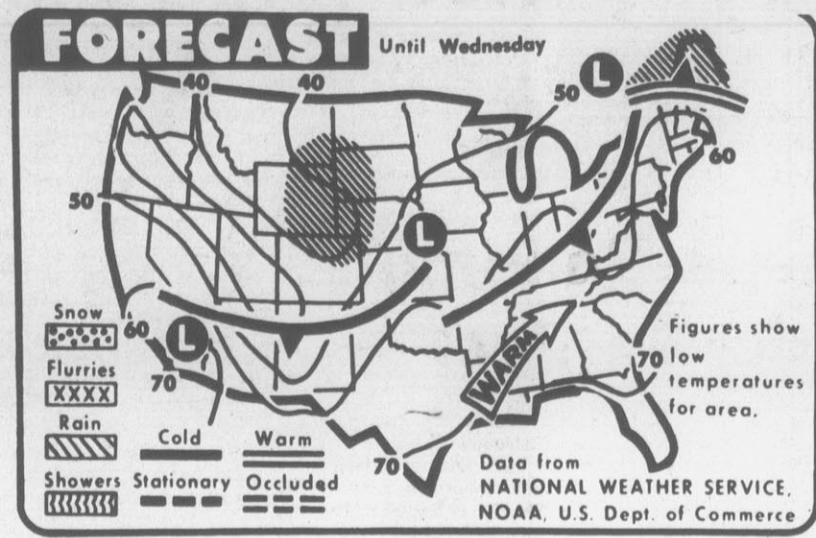 FORECAST
Until Wednesday
40
40
50
L
60
50
L
Snow
60
L
Figures show
70
low
Flurries
XXXX
70
temperatures
WARM
for area.
Rain
Cold
Warm
70
Data from
Showers
Stationary
Occluded
NATIONAL WEATHER SERVICE,
NOAA, U.S. Dept. of Commerce